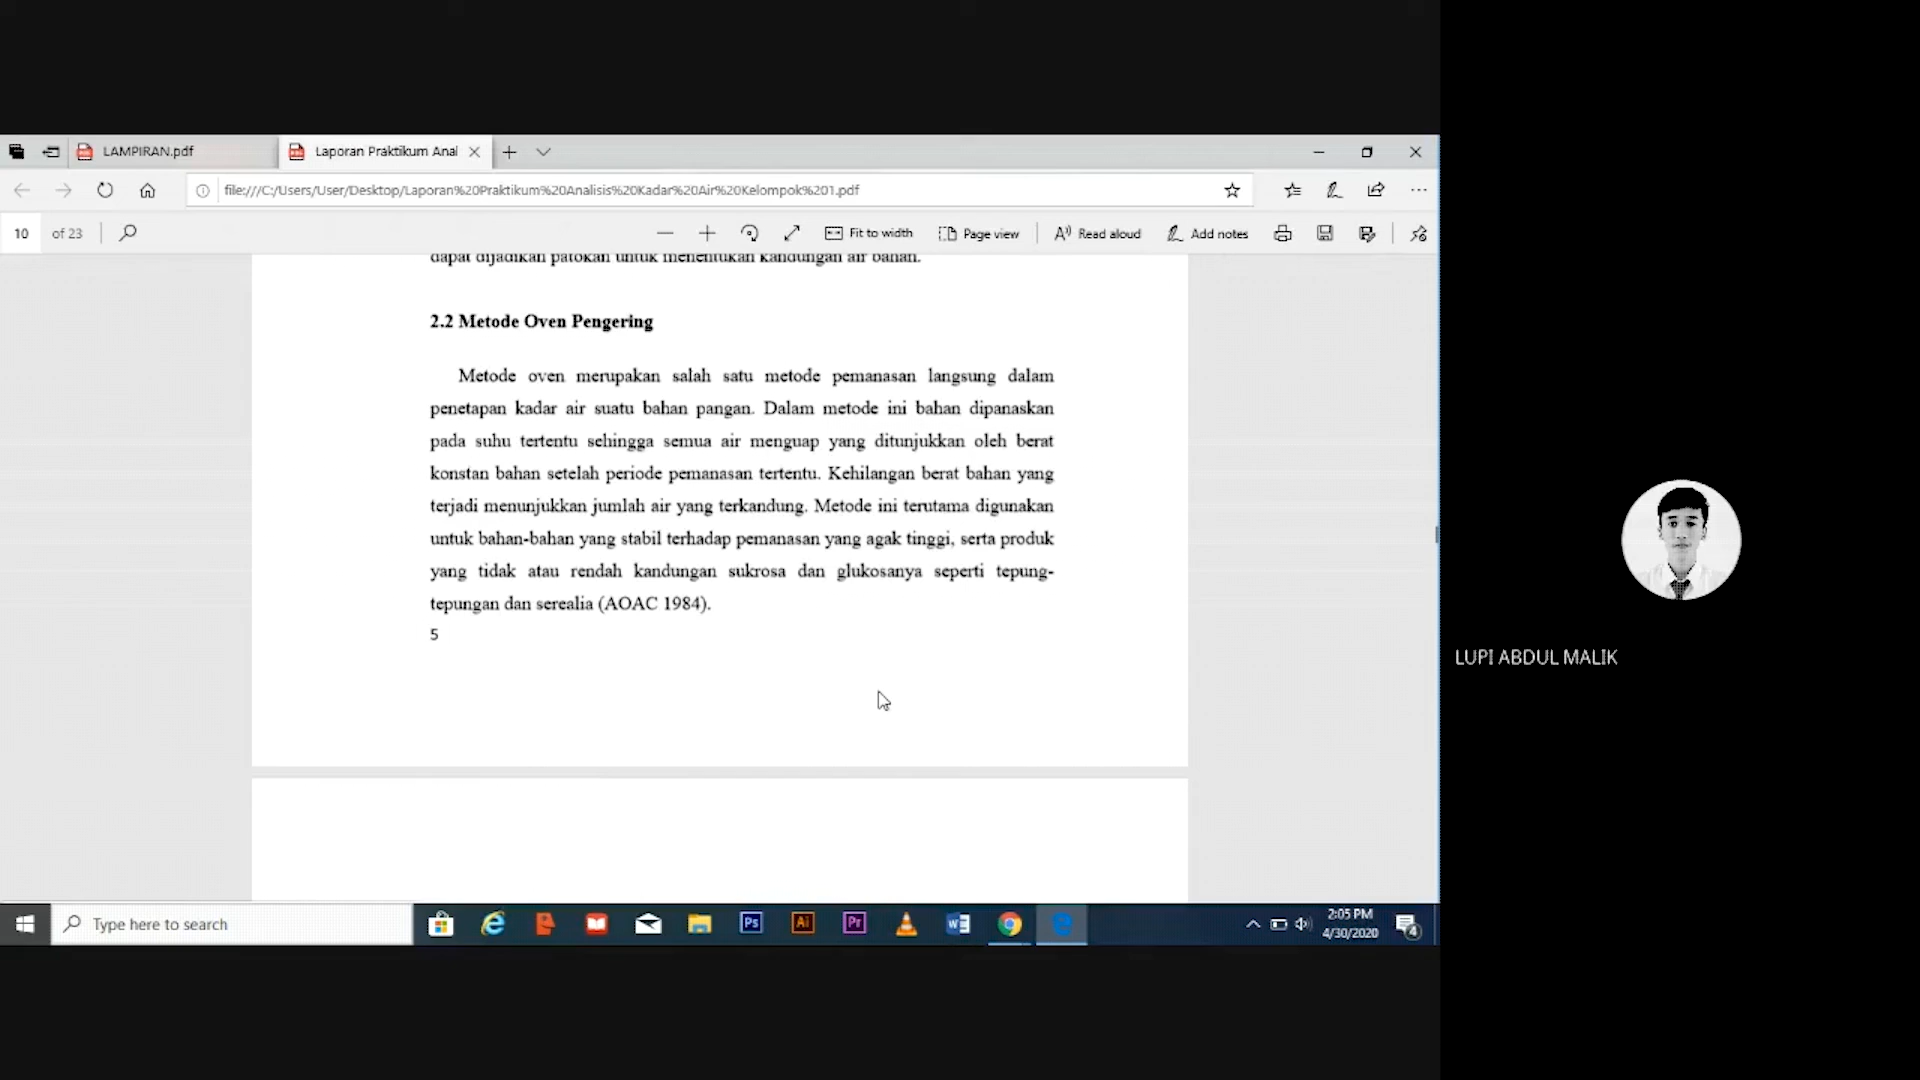 LAMPIRAN.pdf
Laporan Praktikum Anal
file:///C:/Users/User/Desktop/Laporan%20Praktikum%20Analisis%20Kadar%20Air%20Kelompok%201.pdf
10 of 23
Fit to width
Page view
Read aloud
Add notes
dapat dijadikan patokan untuk menentukan kandungan air bahan.
2.2 Metode Oven Pengering
Metode oven merupakan salah satu metode pemanasan langsung dalam
penetapan kadar air suatu bahan pangan. Dalam metode ini bahan dipanaskan
pada suhu tertentu sehingga semua air menguap yang ditunjukkan oleh berat
konstan bahan setelah periode pemanasan tertentu. Kehilangan berat bahan yang
terjadi menunjukkan jumlah air yang terkandung. Metode ini terutama digunakan
untuk bahan-bahan yang stabil terhadap pemanasan yang agak tinggi, serta produk
yang tidak atau rendah kandungan sukrosa dan glukosanya seperti tepung-
tepungan dan serealia (AOAC 1984).
5
LUPI ABDUL MALIK
Type here to search
Ps
Ai
Pr
2:05 PM
4/30/2020
4